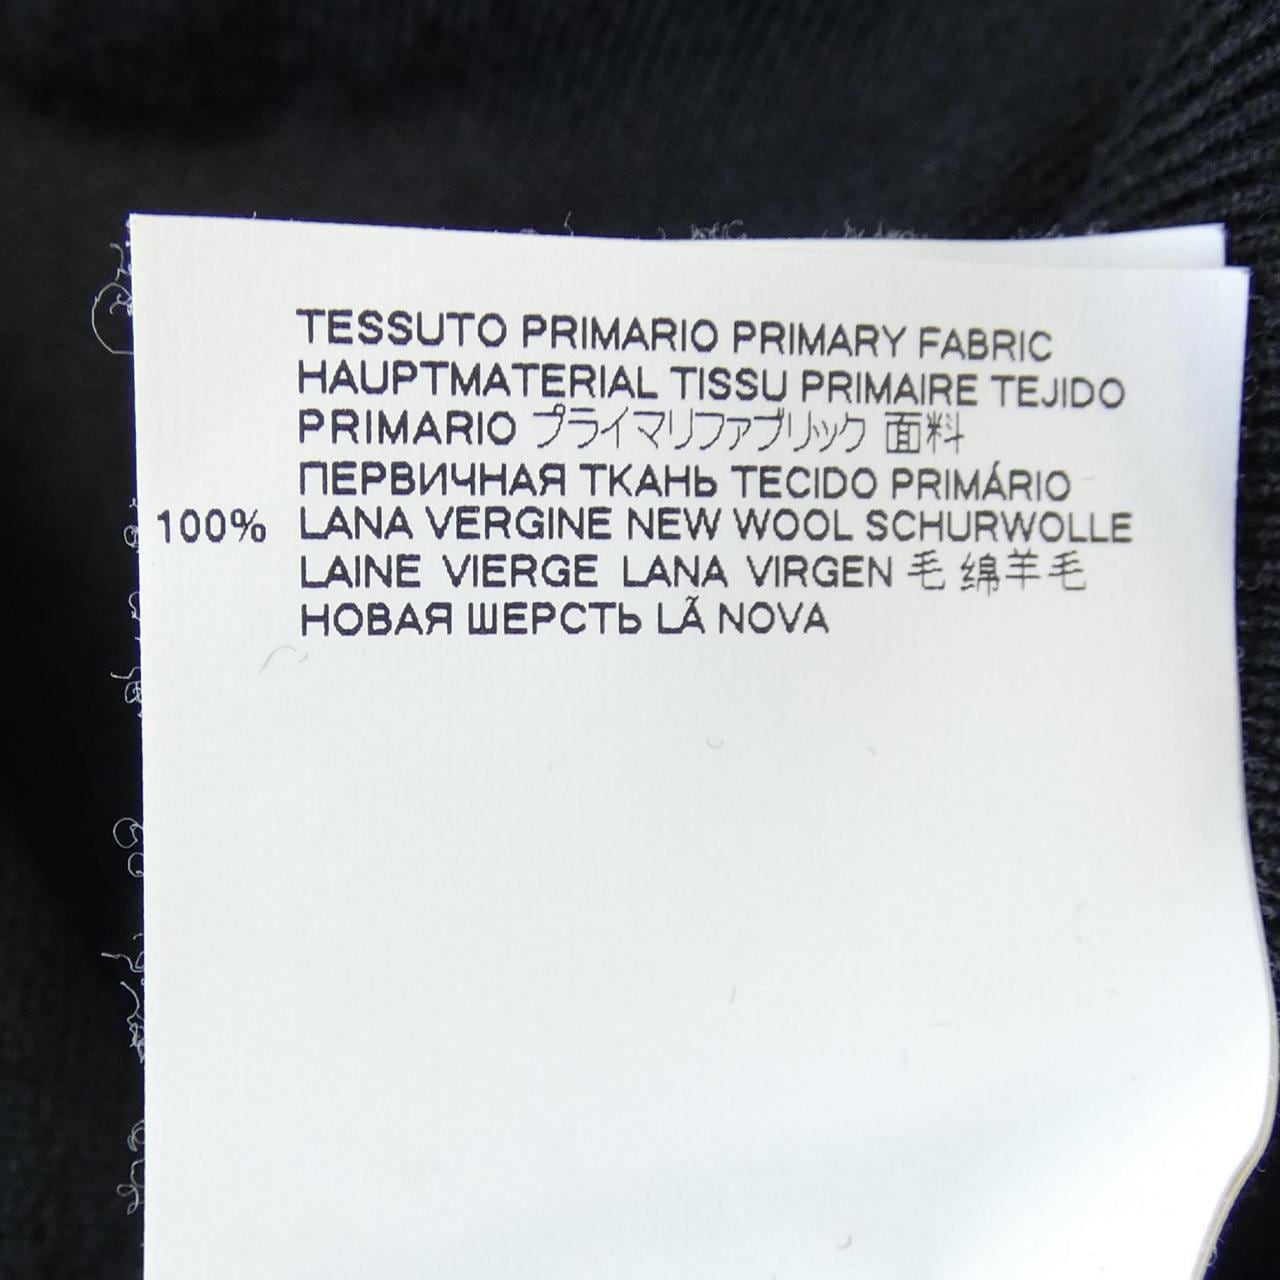 TESSUTO PRIMARIO PRIMARY FABRIC
HAUPTMATERIAL TISSU PRIMAIRE TEJIDO
PRIMARIO プライマリファブリック 面料
ПЕРВИЧНАЯ ТКАНЬ TECIDO PRIMÁRIO
100% LANA VERGINE NEW WOOL SCHURWOLLE
LAINE VIERGE LANA VIRGEN 毛 绵羊毛
НОВАЯ ШЕРСТЬ LÃ NOVA